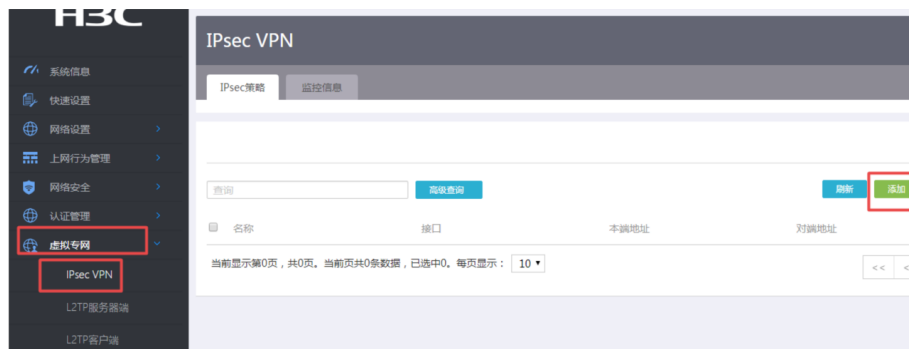 H3C
系统信息
快速设置
网络设置
上网行为管理
网络安全
认证管理
虚拟专网
IPsec VPN
L2TP服务器端
L2TP客户端
IPsec VPN
IPsec策略 监控信息
查询 高级查询 刷新 添加
名称 接口 本端地址 对端地址
当前显示第0页，共0页。当前页共0条数据，已选中0。每页显示： 10
<< <